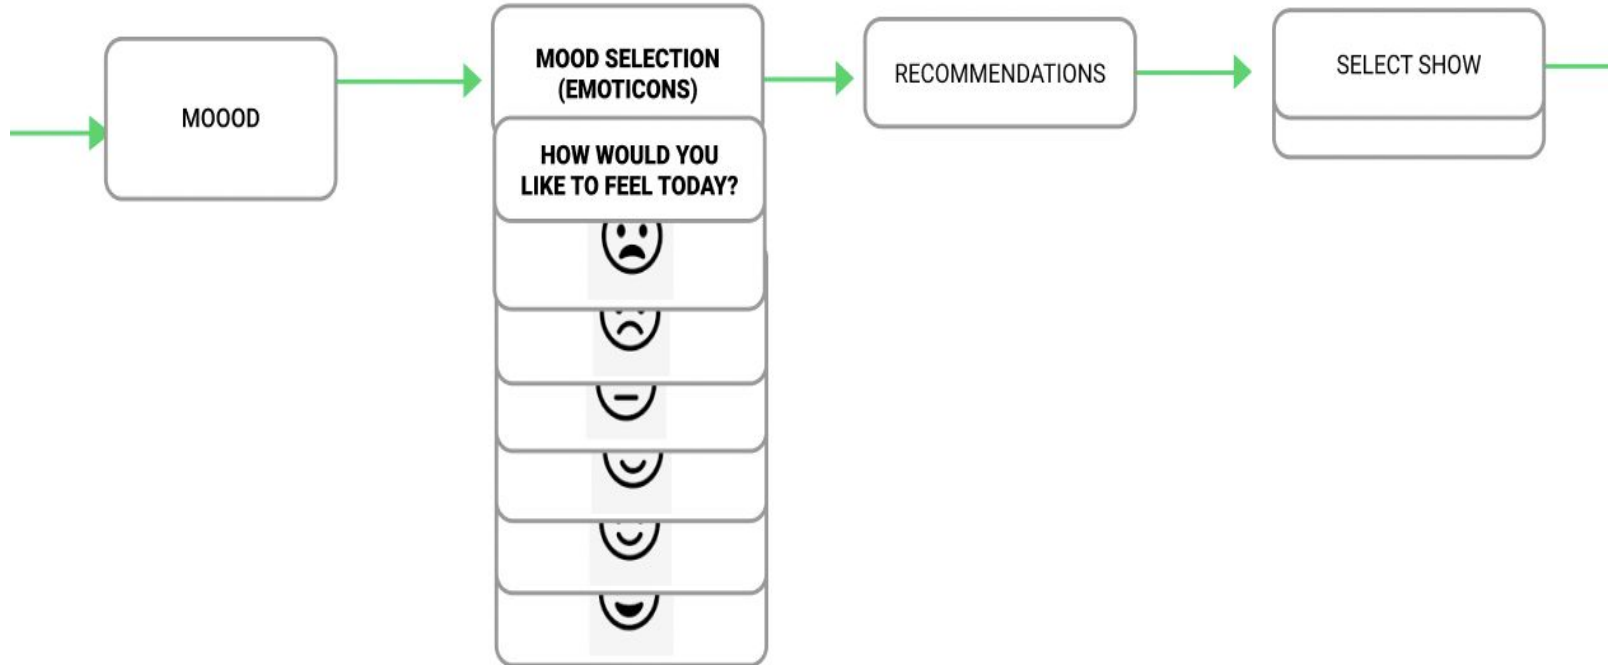 MOOOD
MOOD SELECTION
(EMOTICONS)
HOW WOULD YOU
LIKE TO FEEL TODAY?
RECOMMENDATIONS
SELECT SHOW